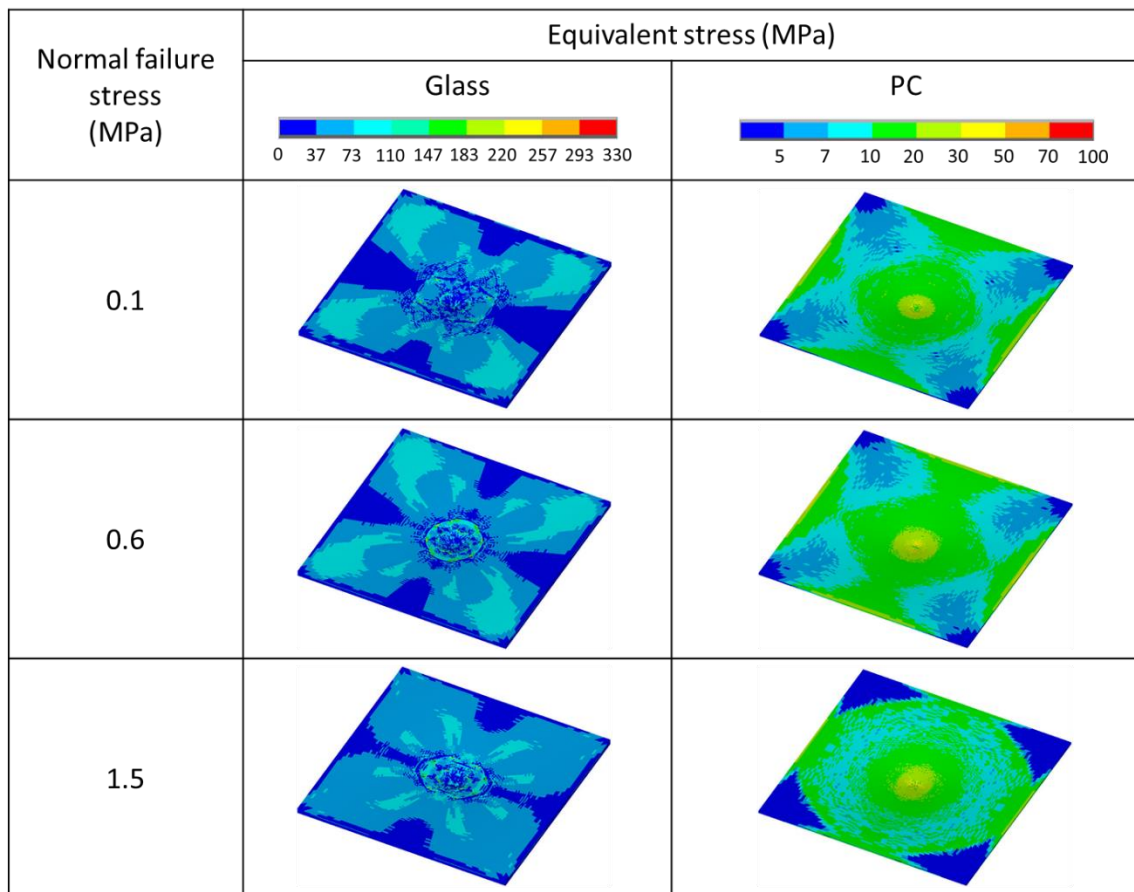 Normal failure
stress
(MPa)
Equivalent stress (MPa)
Glass
0 37 73 110 147 183 220 257 293 330
PC
5 7 10 20 30 50 70 100
0.1
0.6
1.5